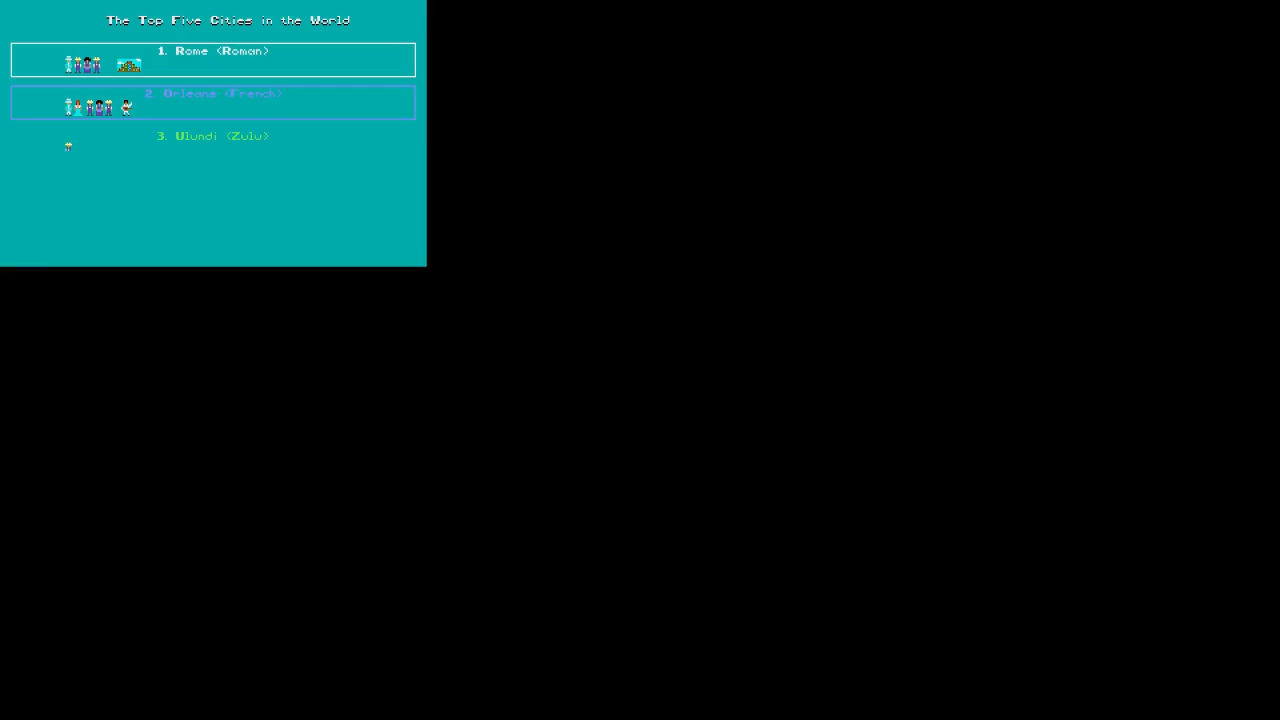 The Top Five Cities in the World
1. Rome (Roman)
2. Orleans (French)
3. Ulundi (Zulu)